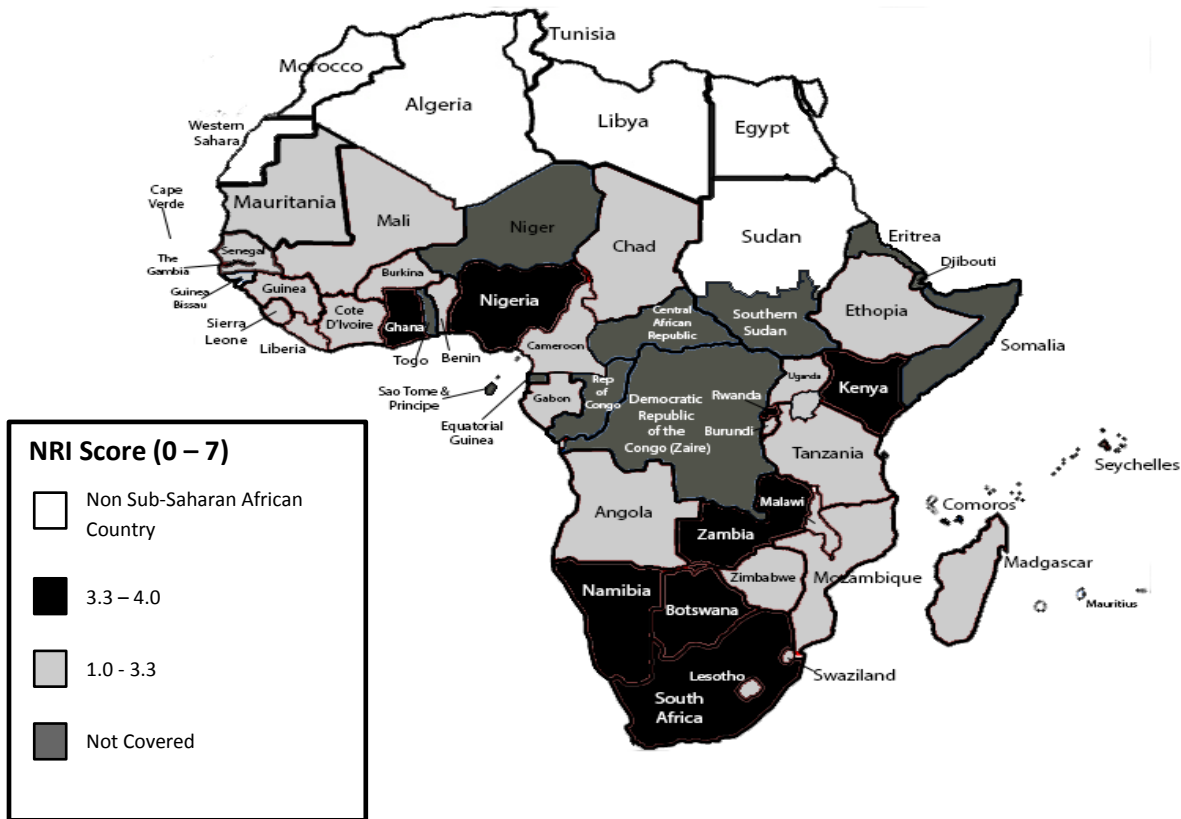 Tunisia
Morocco
Algeria
Libya
Egypt
Western
Sahara
Cape
Verde
Mauritania
Mali
Niger
Chad
Sudan
Eritrea
Djibouti
Senegal
The
Gambia
Guinea
Bissau
Guinea
Burkina
Nigeria
Ethiopia
Sierra
Leone
Cote
D'Ivoire
Ghana
Central
African
Republic
Southern
Sudan
Somalia
Liberia
Togo
Benin
Cameroon
Uganda
Kenya
Sao Tome &
Principe
Gabon
Rep
of
Congo
Equatorial
Guinea
Democratic
Republic
of the
Congo (Zaire)
Rwanda
Burundi
Tanzania
Seychelles
Malawi
Comoros
Angola
Zambia
Zimbabwe
Mozambique
Madagascar
Mauritius
Namibia
Botswana
Swaziland
Lesotho
South
Africa
NRI Score (0 – 7)
Non Sub-Saharan African
Country
3.3 – 4.0
1.0 - 3.3
Not Covered